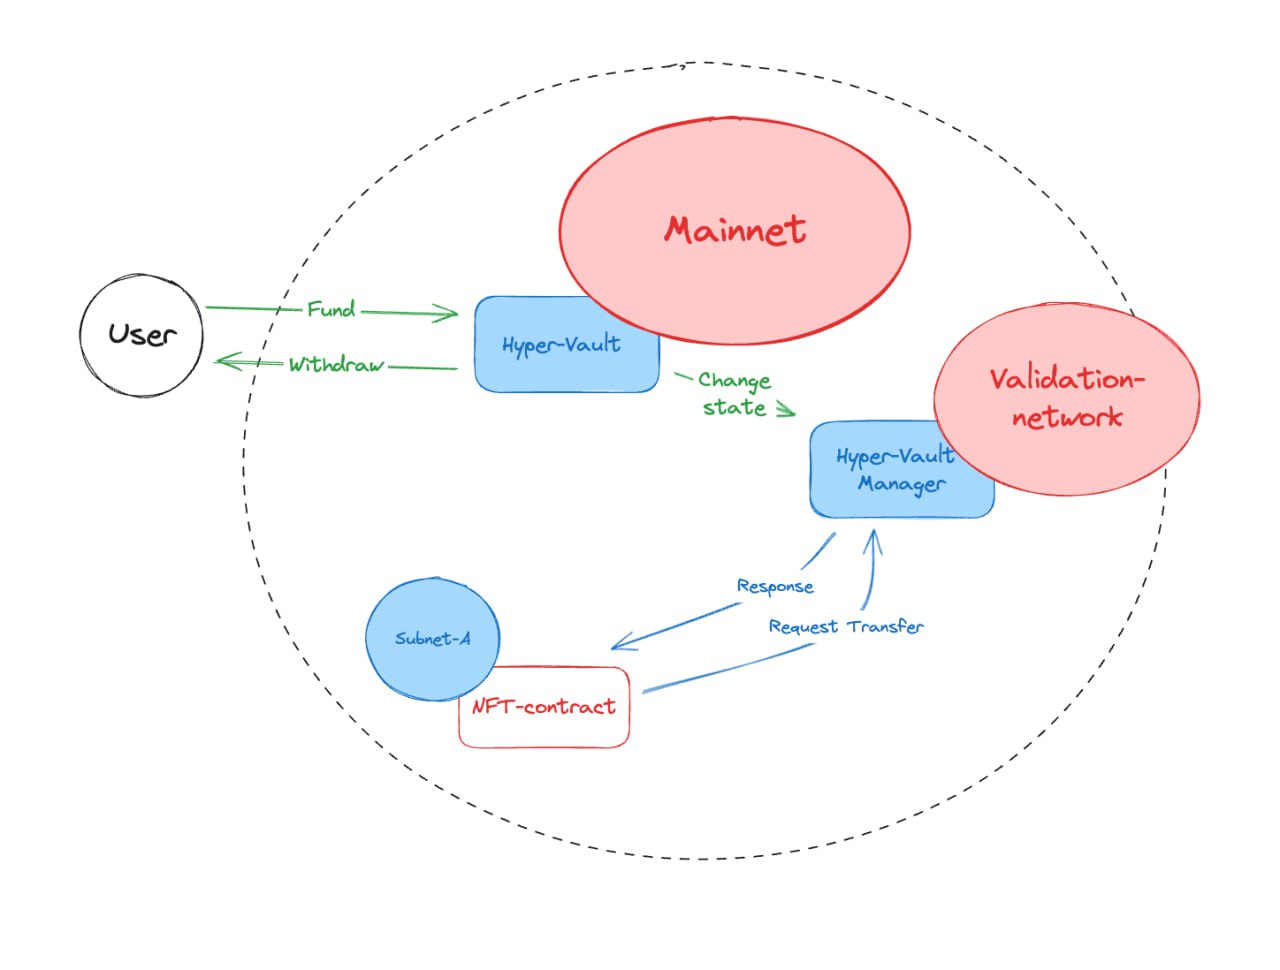 Mainnet
User
Fund
Withdraw
Hyper-Vault
Change
state
Validation-
network
Hyper-Vault
Manager
Response
Request Transfer
Subnet-A
NFT-contract